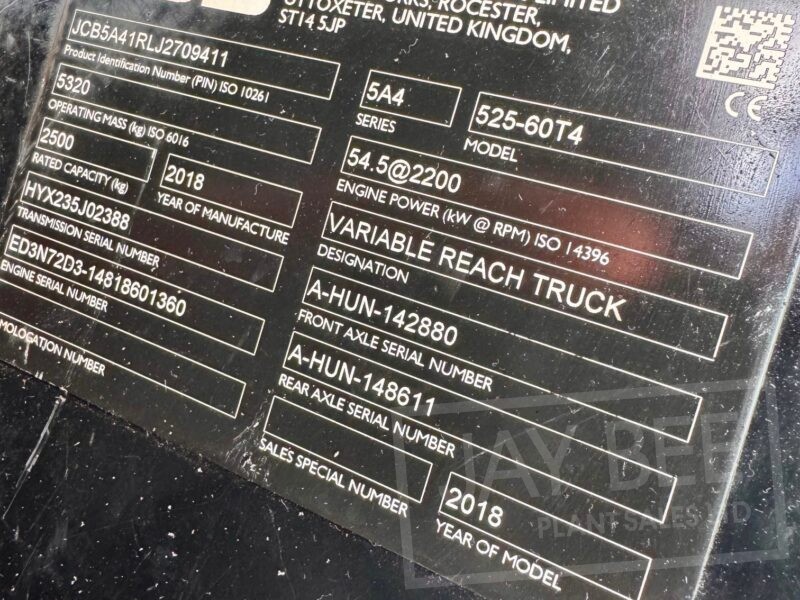 LIMITED
WORKS, ROCESTER,
UTTOXETER, UNITED KINGDOM,
ST14 5JP
JCB5A41RLJ2709411
Product Identification Number (PIN) ISO 10261
5320
OPERATING MASS (kg) ISO 6016
2500
RATED CAPACITY (kg)
2018
YEAR OF MANUFACTURE
HYX235J02388
TRANSMISSION SERIAL NUMBER
ED3N72D3-14818601360
ENGINE SERIAL NUMBER
MOLOGATION NUMBER
5A4
SERIES
525-60T4
MODEL
CE
54.5@2200
ENGINE POWER (kW @ RPM) ISO 14396
VARIABLE REACH TRUCK
DESIGNATION
A-HUN-142880
FRONT AXLE SERIAL NUMBER
A-HUN-148611
REAR AXLE SERIAL NUMBER
SALES SPECIAL NUMBER
2018
YEAR OF MODEL
JAY BEE
PLANT SALES LTD